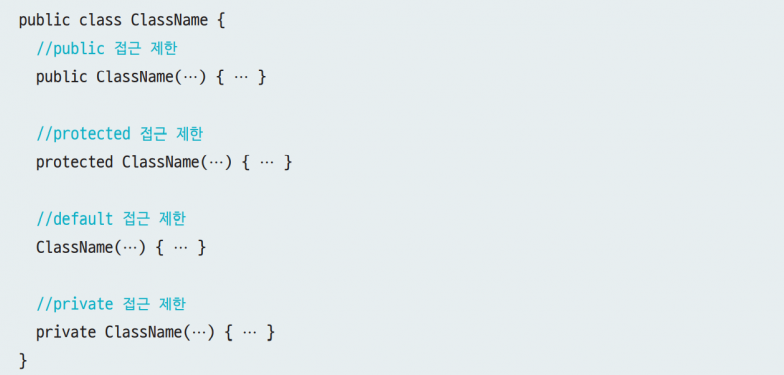 public class ClassName {
//public 접근 제한
public ClassName(…) { … }
//protected 접근 제한
protected ClassName(…) { … }
//default 접근 제한
ClassName(…) { … }
//private 접근 제한
private ClassName(…) { … }
}